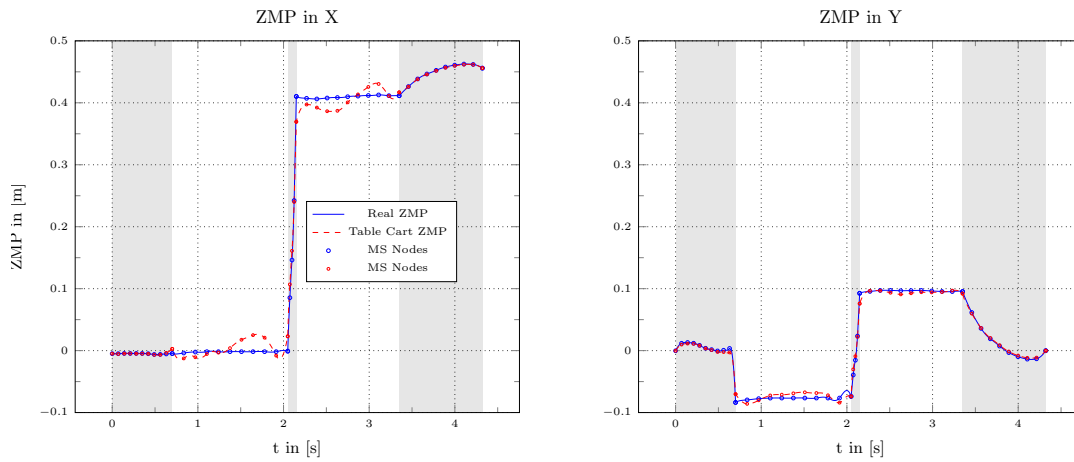 ZMP in X
ZMP in Y
0.5
0.4
0.3
0.2
0.1
0
−0.1
ZMP in [m]
Real ZMP
Table Cart ZMP
MS Nodes
MS Nodes
0 1 2 3 4
t in [s]
0.5
0.4
0.3
0.2
0.1
0
−0.1
0 1 2 3 4
t in [s]